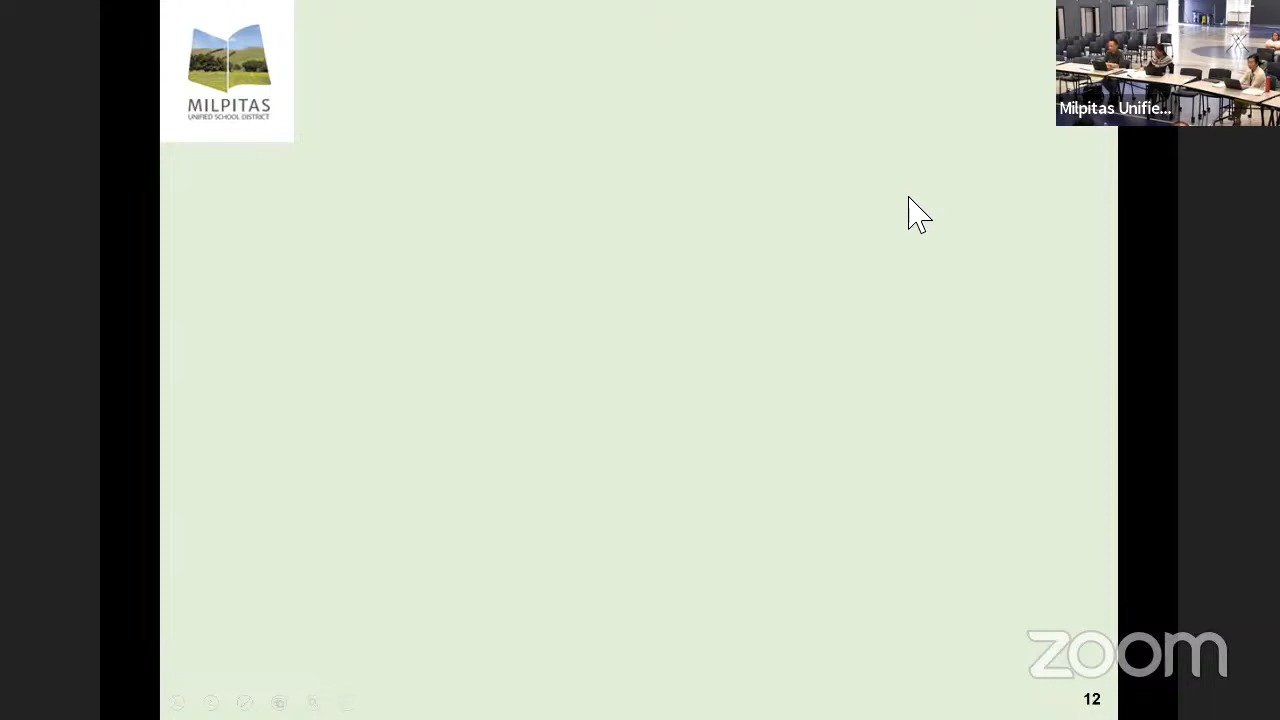 MILPITAS
UNIFIED SCHOOL DISTRICT
Milpitas Unifie...
zoom
12